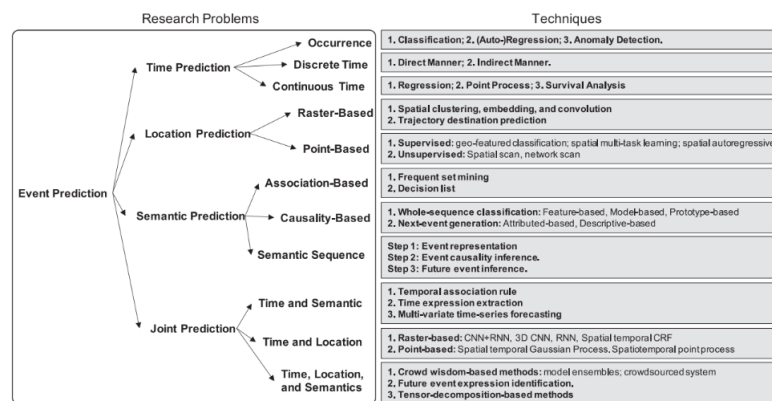 Research Problems
Techniques
Event Prediction
Time Prediction
Occurrence
Discrete Time
Continuous Time
Location Prediction
Raster-Based
Point-Based
Semantic Prediction
Association-Based
Causality-Based
Semantic Sequence
Joint Prediction
Time and Semantic
Time and Location
Time, Location,
and Semantics
1. Classification; 2. (Auto-)Regression; 3. Anomaly Detection.
1. Direct Manner; 2. Indirect Manner.
1. Regression; 2. Point Process; 3. Survival Analysis
1. Spatial clustering, embedding, and convolution
2. Trajectory destination prediction
1. Supervised: geo-featured classification; spatial multi-task learning; spatial autoregressive
2. Unsupervised: Spatial scan, network scan
1. Frequent set mining
2. Decision list
1. Whole-sequence classification: Feature-based, Model-based, Prototype-based
2. Next-event generation: Attributed-based, Descriptive-based
Step 1: Event representation
Step 2: Event causality inference.
Step 3: Future event inference.
1. Temporal association rule
2. Time expression extraction
3. Multi-variate time-series forecasting
1. Raster-based: CNN+RNN, 3D CNN, RNN, Spatial temporal CRF
2. Point-based: Spatial temporal Gaussian Process, Spatiotemporal point process
1. Crowd wisdom-based methods: model ensembles; crowdsourced system
2. Future event expression identification.
3. Tensor-decomposition-based methods